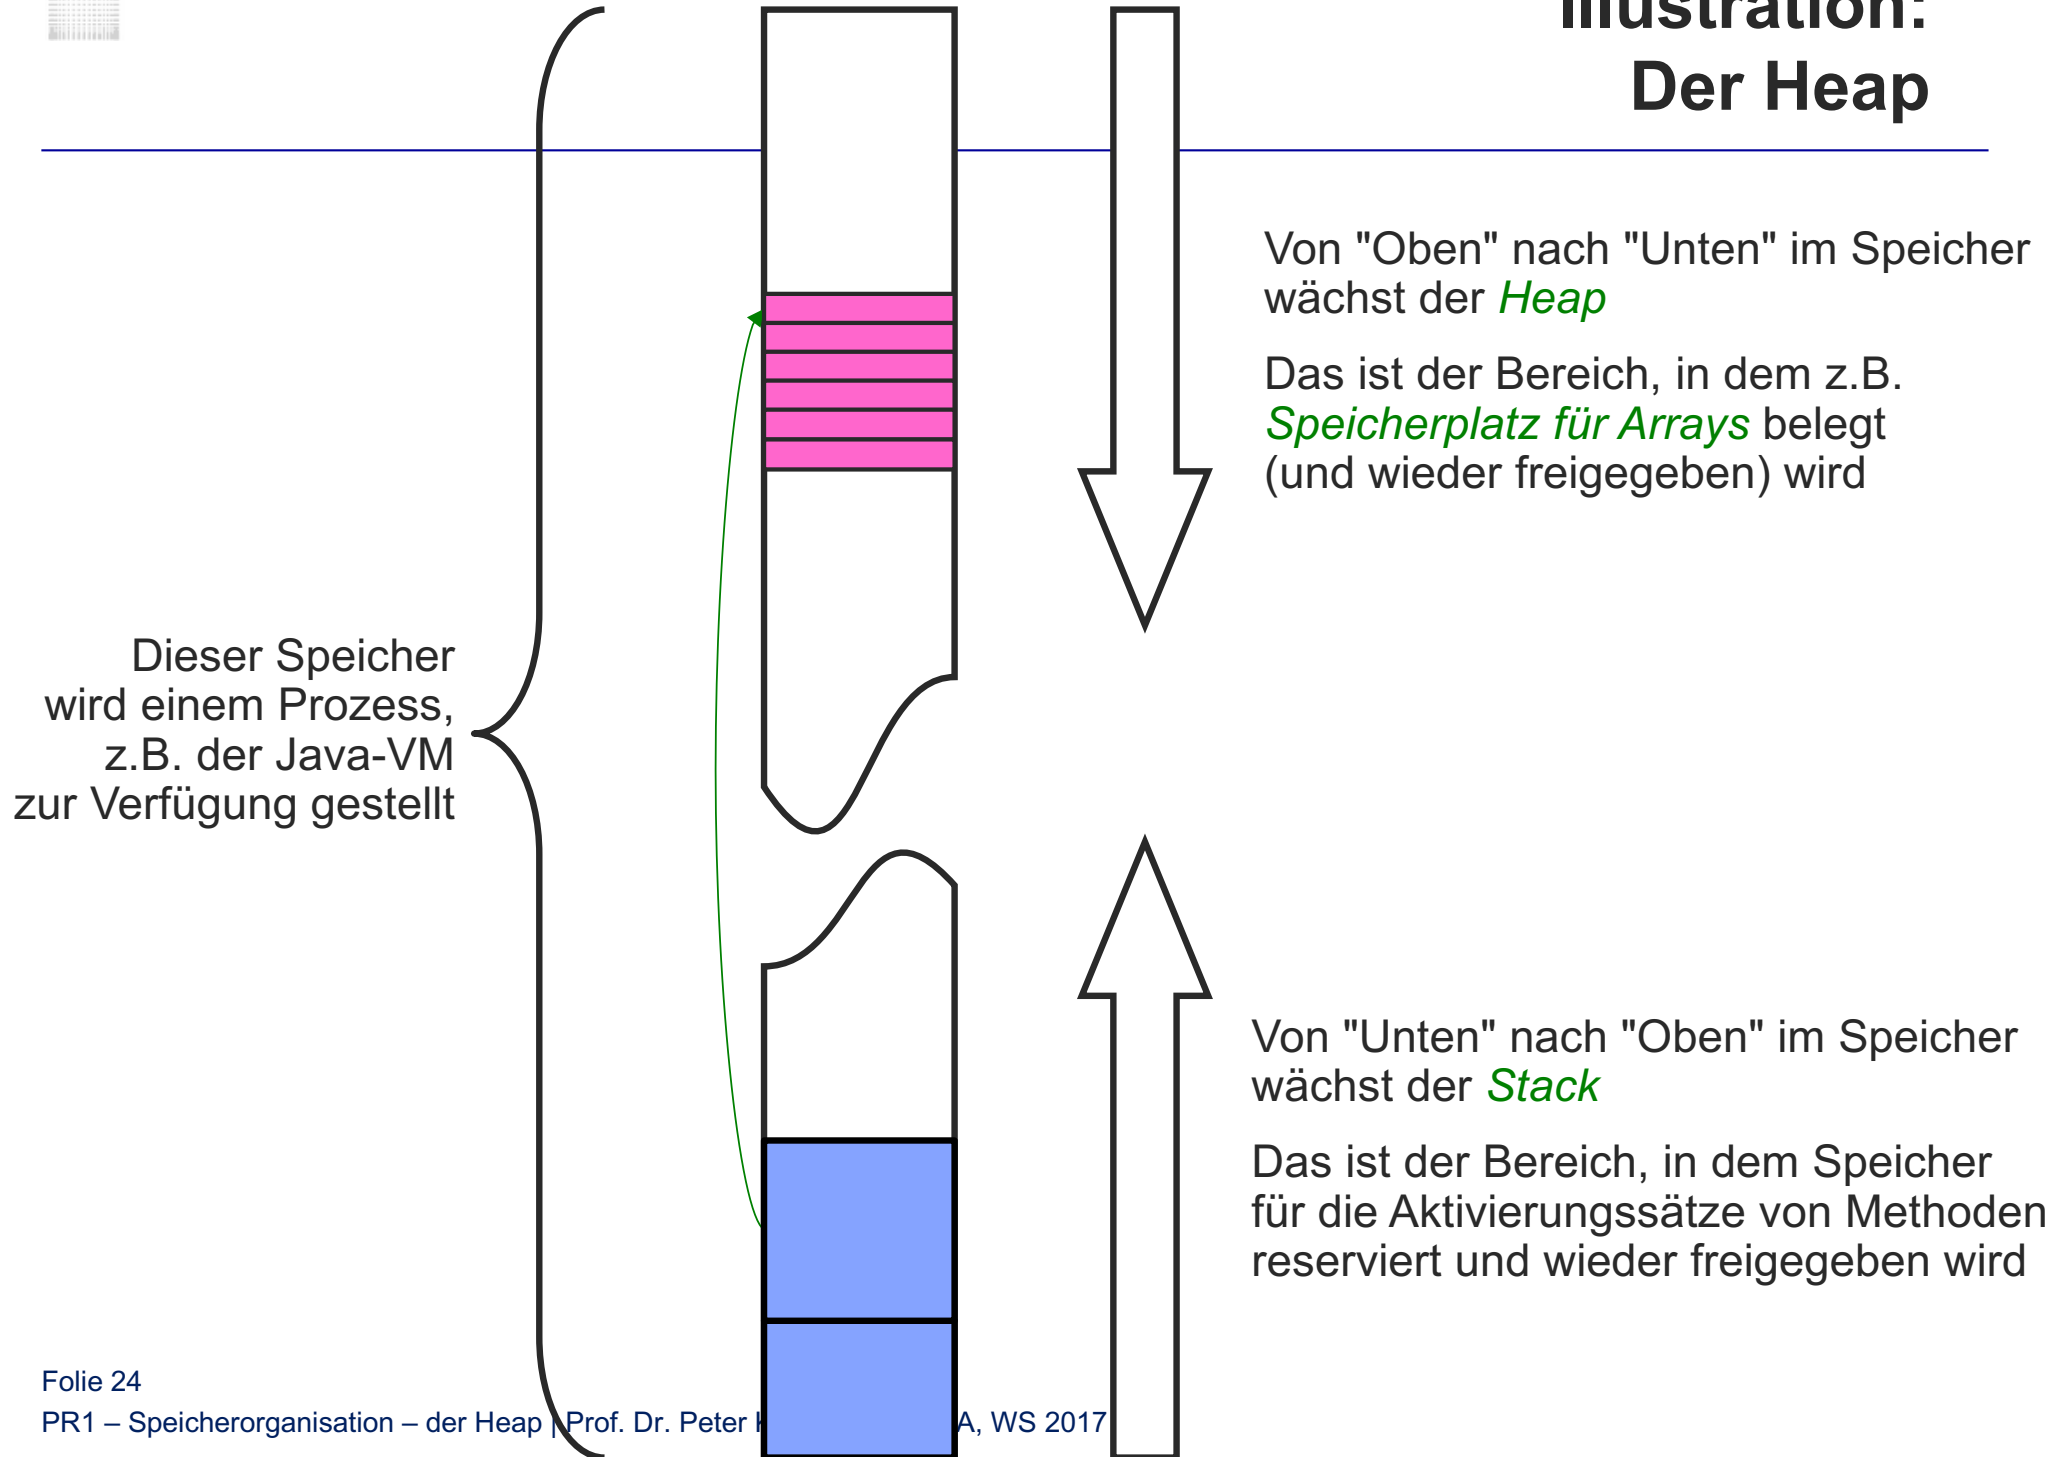 Illustration:
Der Heap
Von "Oben" nach "Unten" im Speicher
wächst der Heap
Das ist der Bereich, in dem z.B.
Speicherplatz für Arrays belegt
(und wieder freigegeben) wird
Dieser Speicher
wird einem Prozess,
z.B. der Java-VM
zur Verfügung gestellt
Von "Unten" nach "Oben" im Speicher
wächst der Stack
Das ist der Bereich, in dem Speicher
für die Aktivierungssätze von Methoden
reserviert und wieder freigegeben wird
Folie 24
PR1 – Speicherorganisation – der Heap | Prof. Dr. Peter A, WS 2017